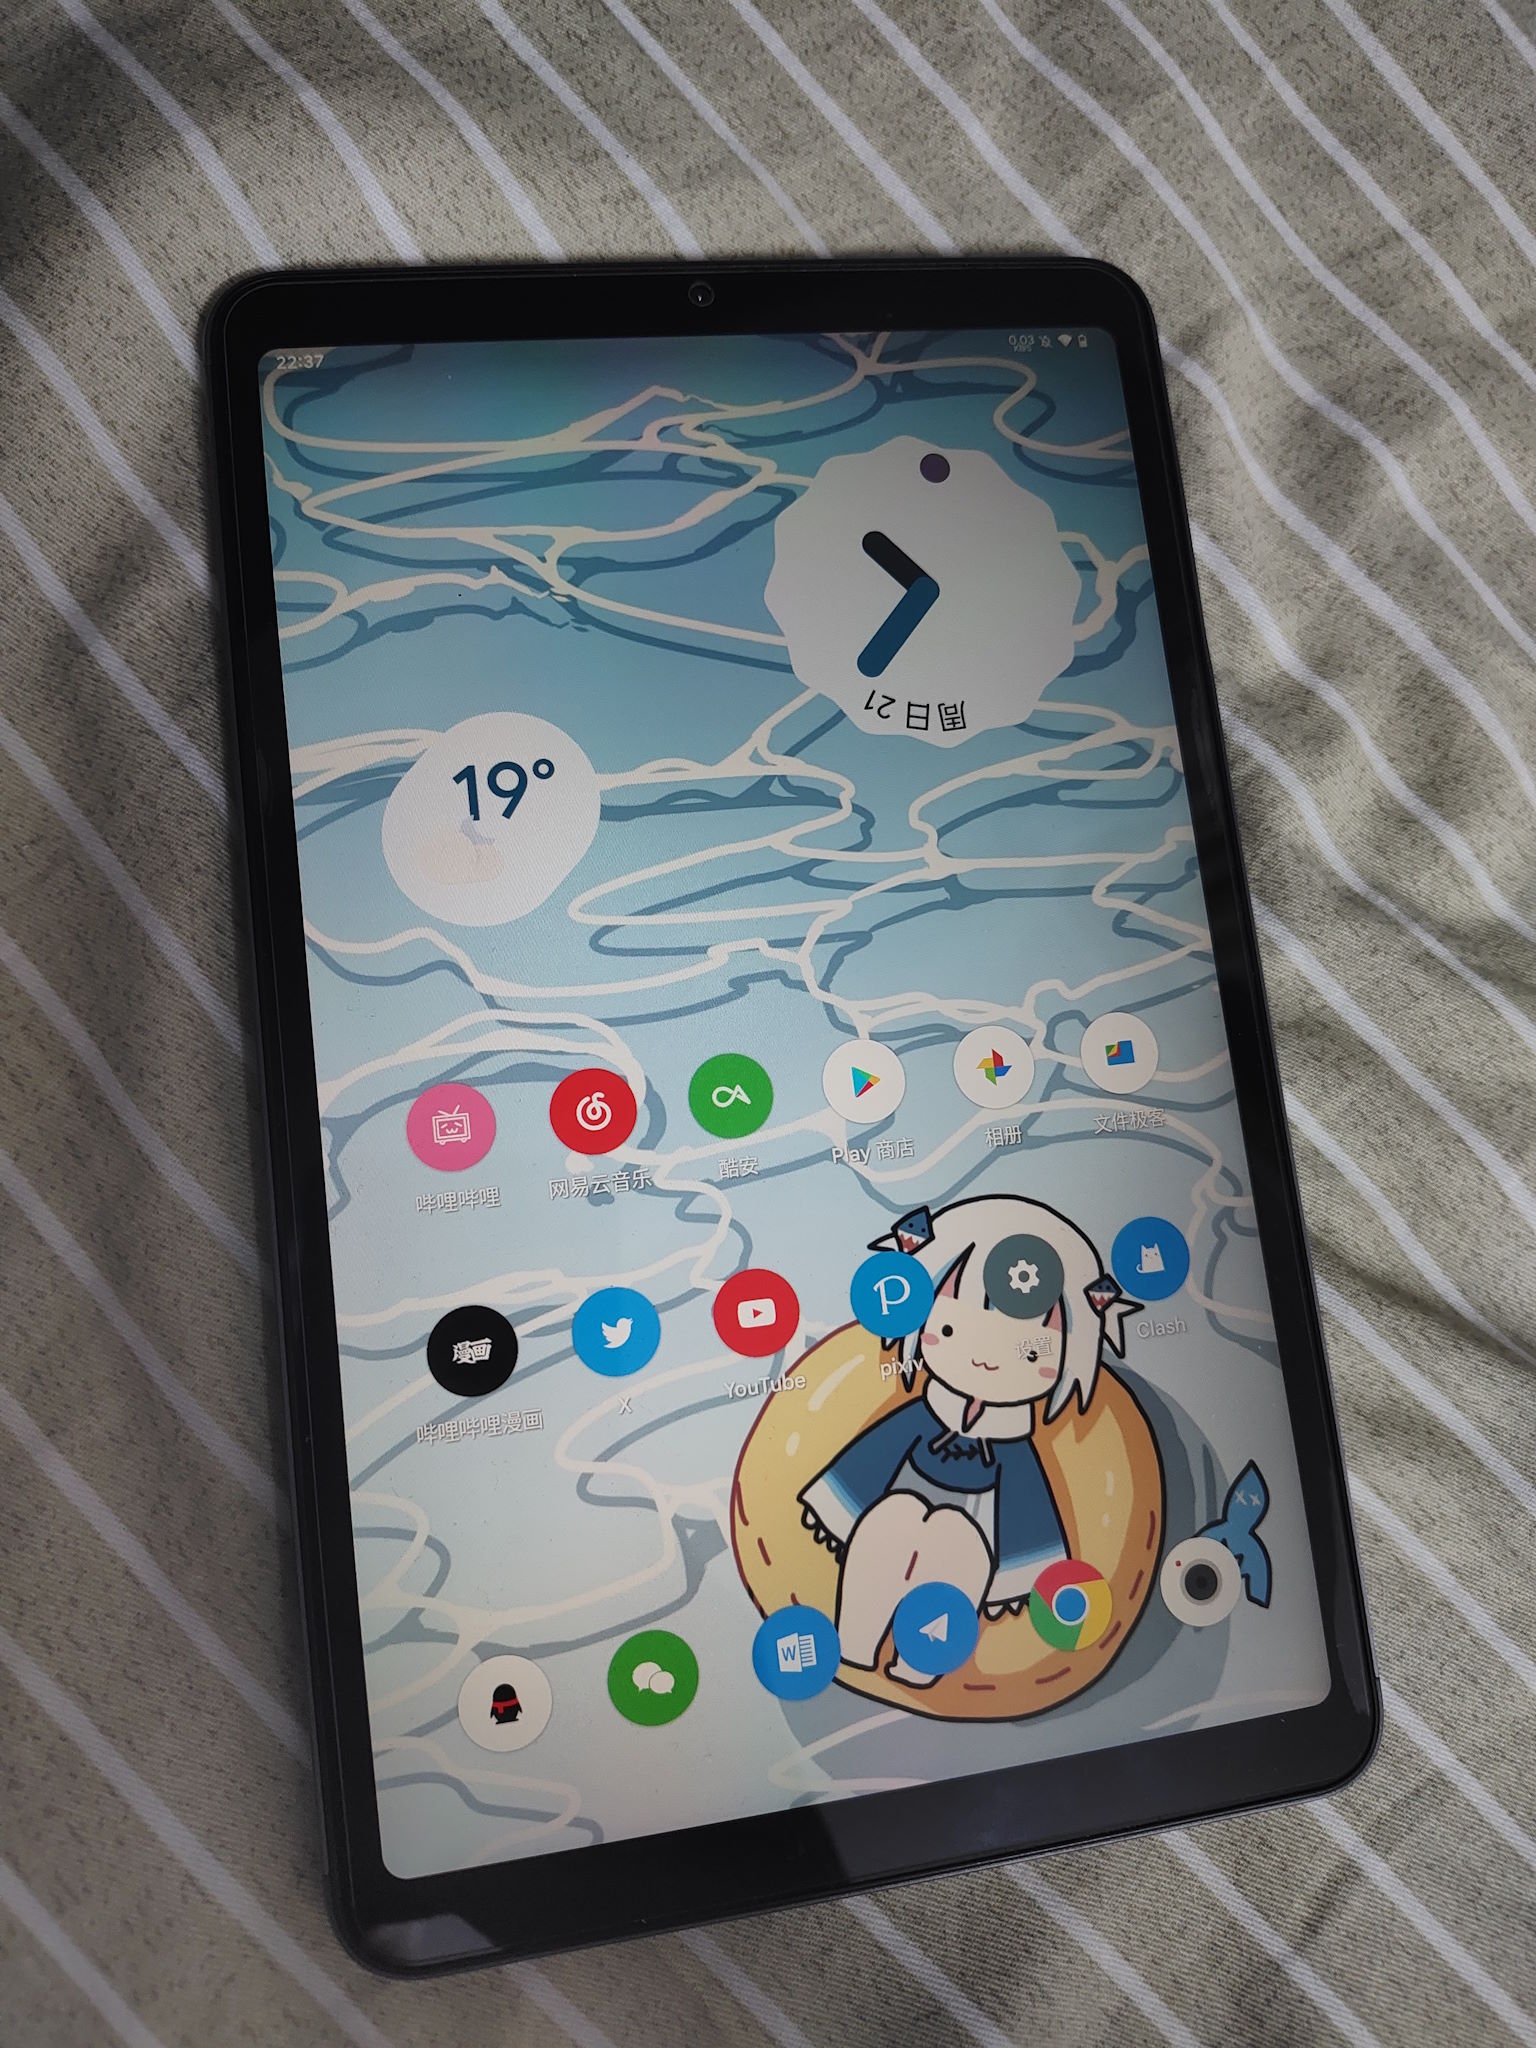 22:37
0.03
KB/S
周日 21
19°
哔哩哔哩
网易云音乐
酷安
Play 商店
相册
文件极客
漫画
哔哩哔哩漫画
X
YouTube
pixiv
设置
Clash
W